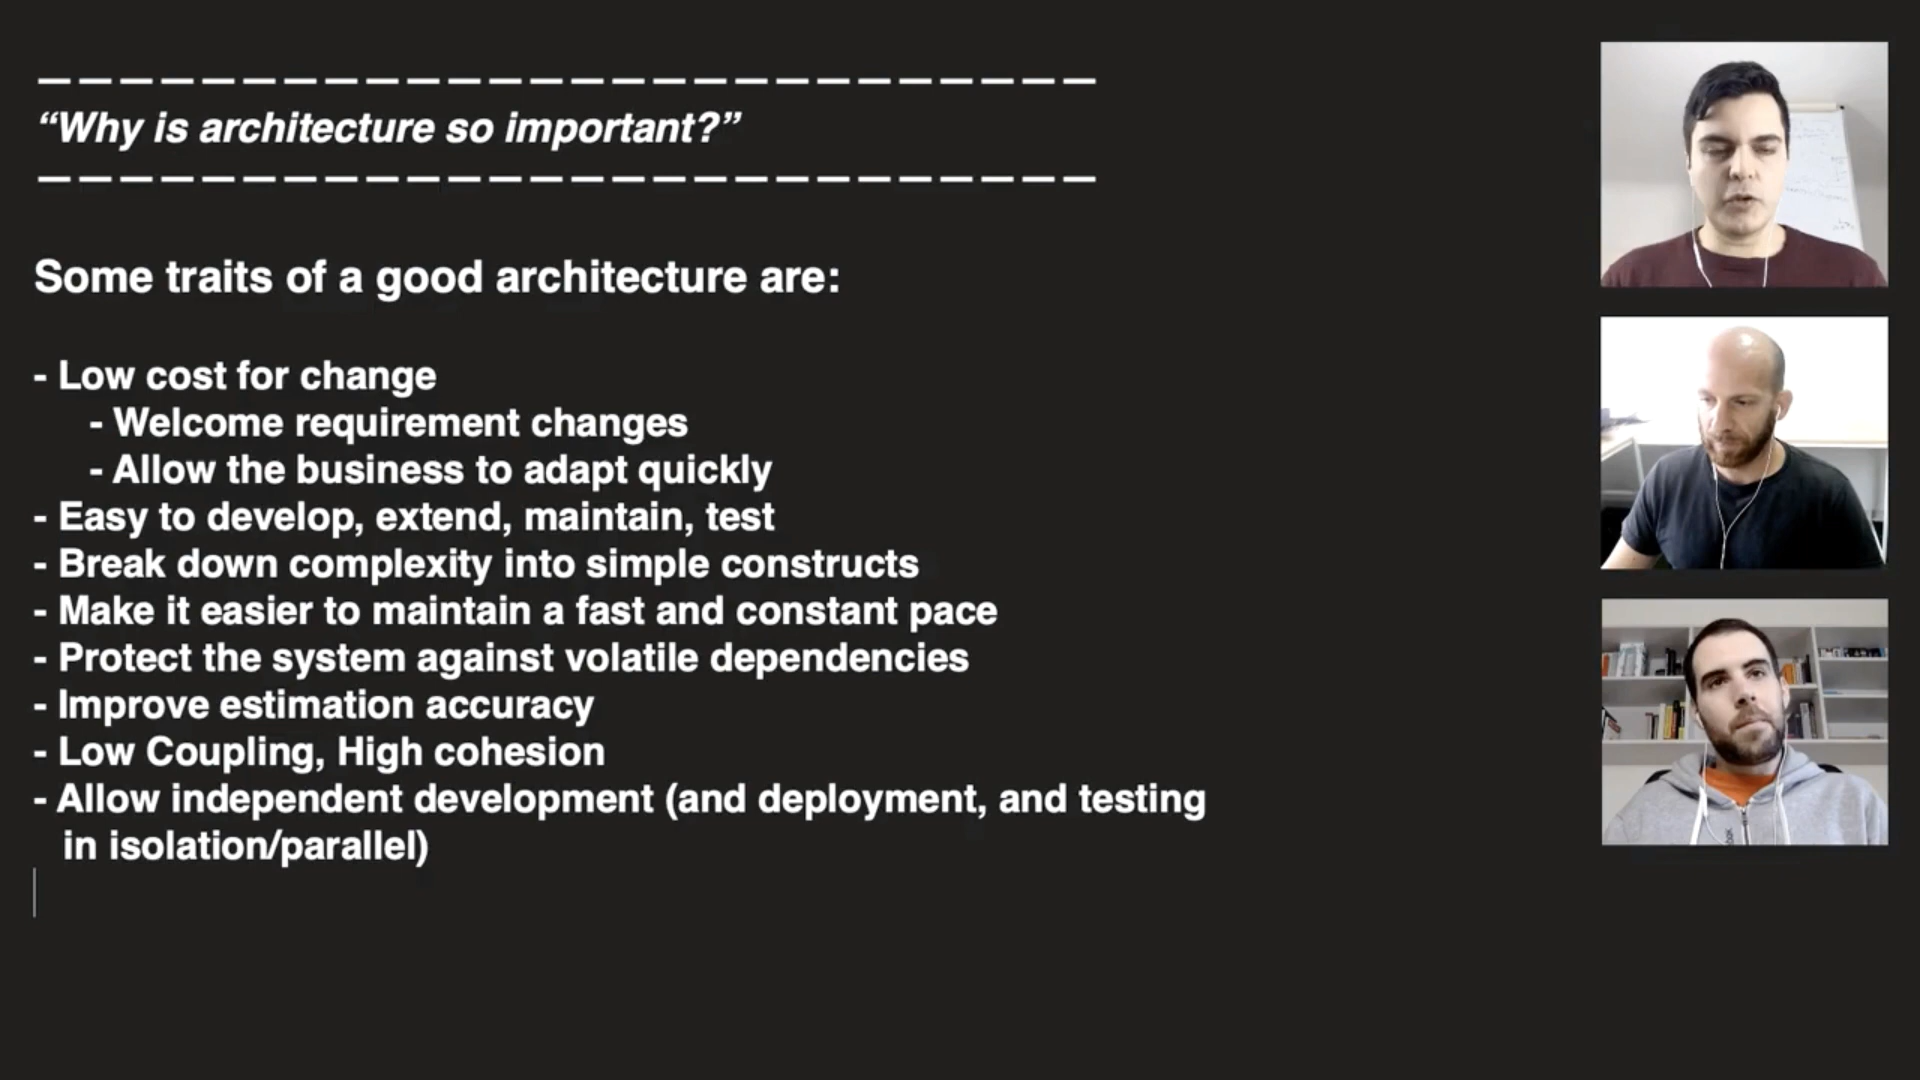 “Why is architecture so important?”
Some traits of a good architecture are:
- Low cost for change
- Welcome requirement changes
- Allow the business to adapt quickly
- Easy to develop, extend, maintain, test
- Break down complexity into simple constructs
- Make it easier to maintain a fast and constant pace
- Protect the system against volatile dependencies
- Improve estimation accuracy
- Low Coupling, High cohesion
- Allow independent development (and deployment, and testing
in isolation/parallel)